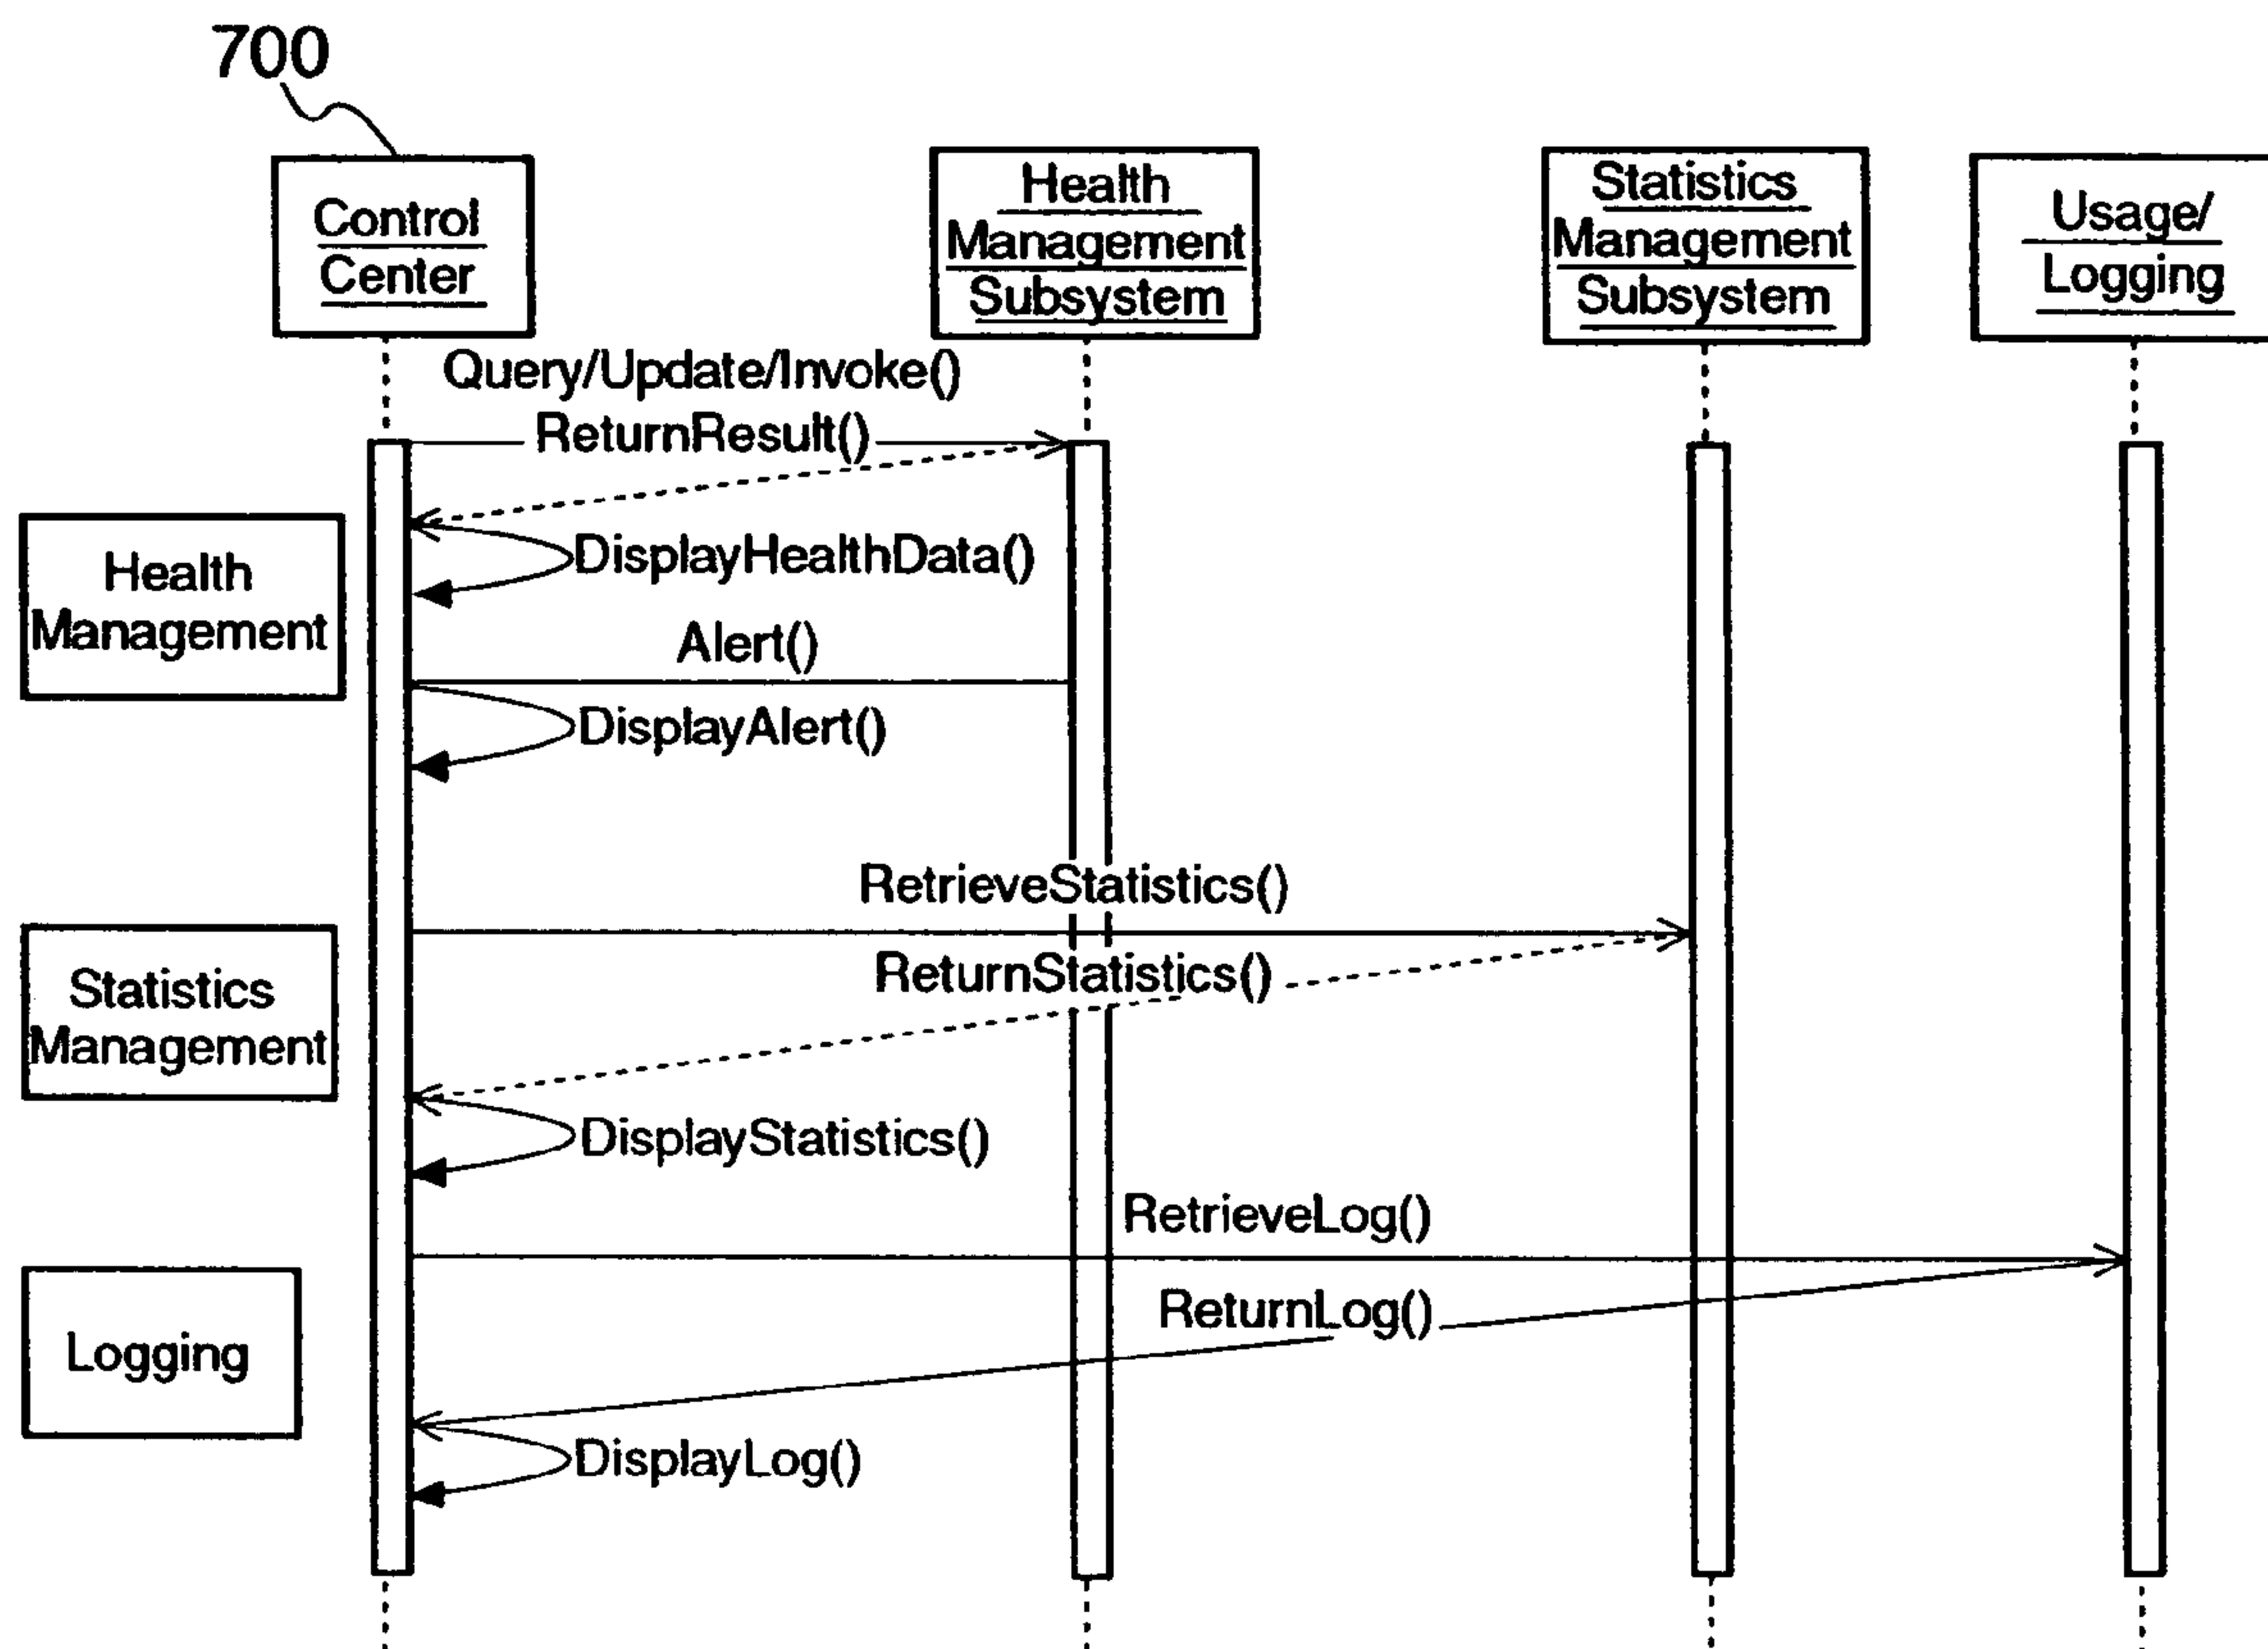 700
Control
Center
Health
Management
Subsystem
Statistics
Management
Subsystem
Usage/
Logging
Query/Update/Invoke()
ReturnResult()
Health
Management
DisplayHealthData()
Alert()
DisplayAlert()
RetrieveStatistics()
Statistics
Management
ReturnStatistics()
DisplayStatistics()
RetrieveLog()
Logging
ReturnLog()
DisplayLog()